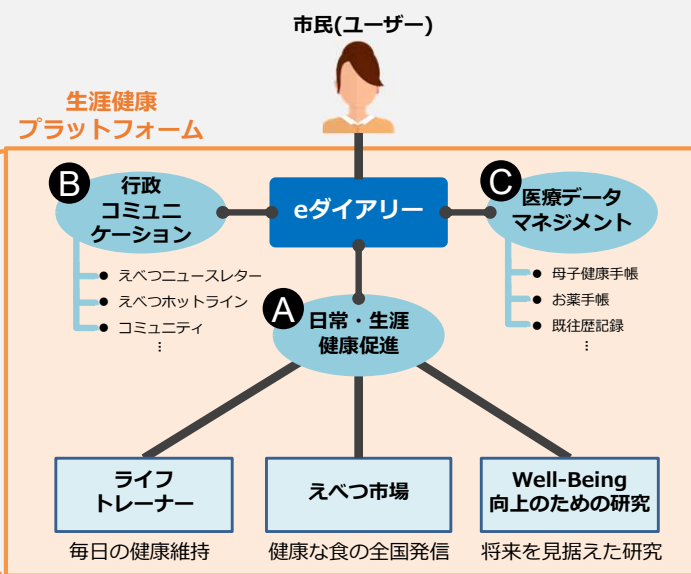 市民(ユーザー)
生涯健康
プラットフォーム
B
行政
コミュニ
ケーション
eダイアリー
C
医療データ
マネジメント
● えべつニュースレター
● えべつホットライン
● コミュニティ
⋮
● 母子健康手帳
● お薬手帳
● 既往歴記録
⋮
A
日常・生涯
健康促進
ライフ
トレーナー
えべつ市場
Well-Being
向上のための研究
毎日の健康維持
健康な食の全国発信
将来を見据えた研究